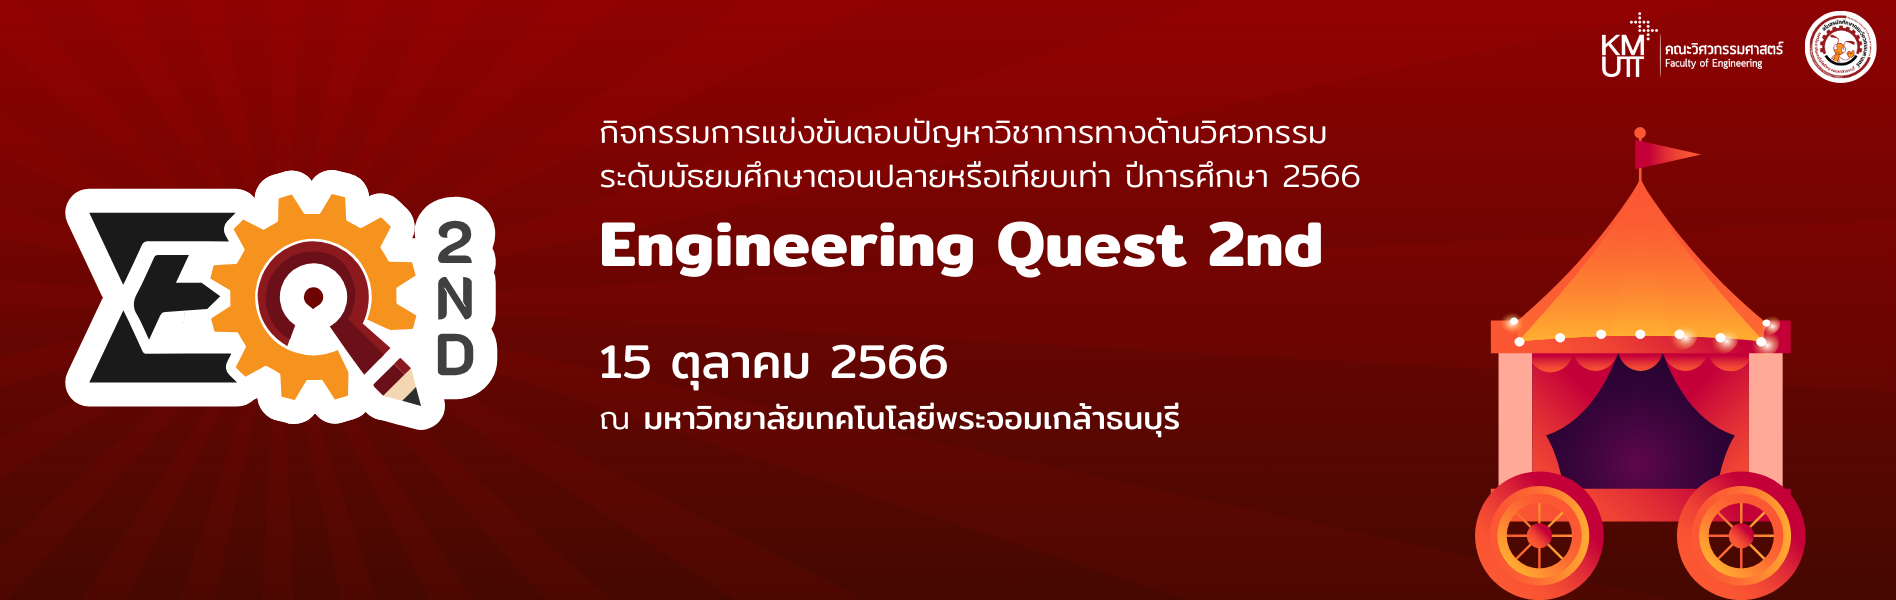 KM
UTT
คณะวิศวกรรมศาสตร์
Faculty of Engineering
กิจกรรมการแข่งขันตอบปัญหาวิชาการทางด้านวิศวกรรม
ระดับมัธยมศึกษาตอนปลายหรือเทียบเท่า ปีการศึกษา 2566
Engineering Quest 2nd
15 ตุลาคม 2566
ณ มหาวิทยาลัยเทคโนโลยีพระจอมเกล้าธนบุรี
EQ
2ND